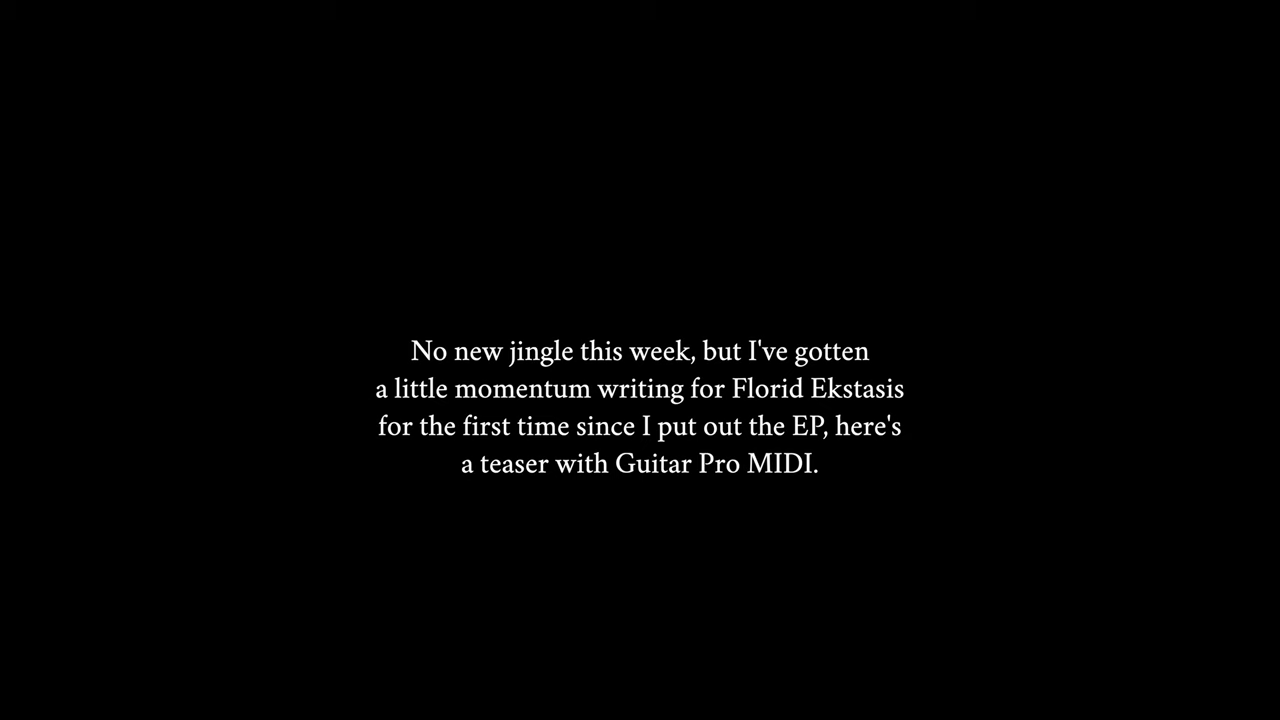 No new jingle this week, but I've gotten
a little momentum writing for Florid Ekstasis
for the first time since I put out the EP, here's
a teaser with Guitar Pro MIDI.